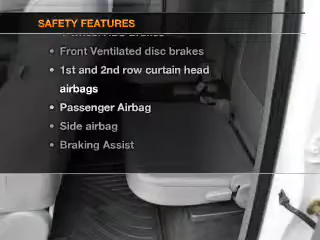 SAFETY FEATURES
• Front Ventilated disc brakes
• 1st and 2nd row curtain head
airbags
• Passenger Airbag
• Side airbag
• Braking Assist